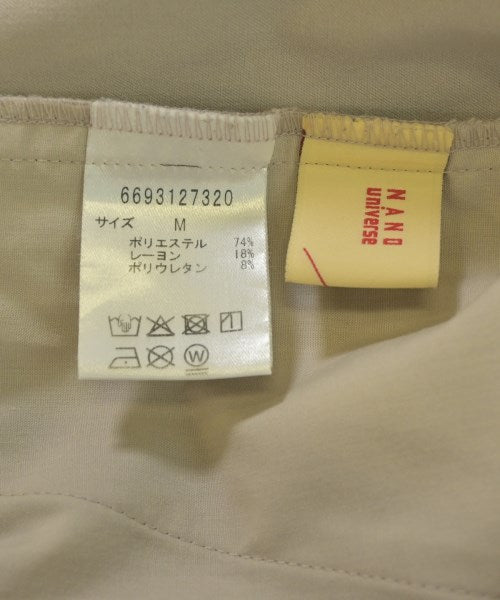 6693127320
サイズ M
ポリエステル 74%
レーヨン 18%
ポリウレタン 8%
W
NANO
universe